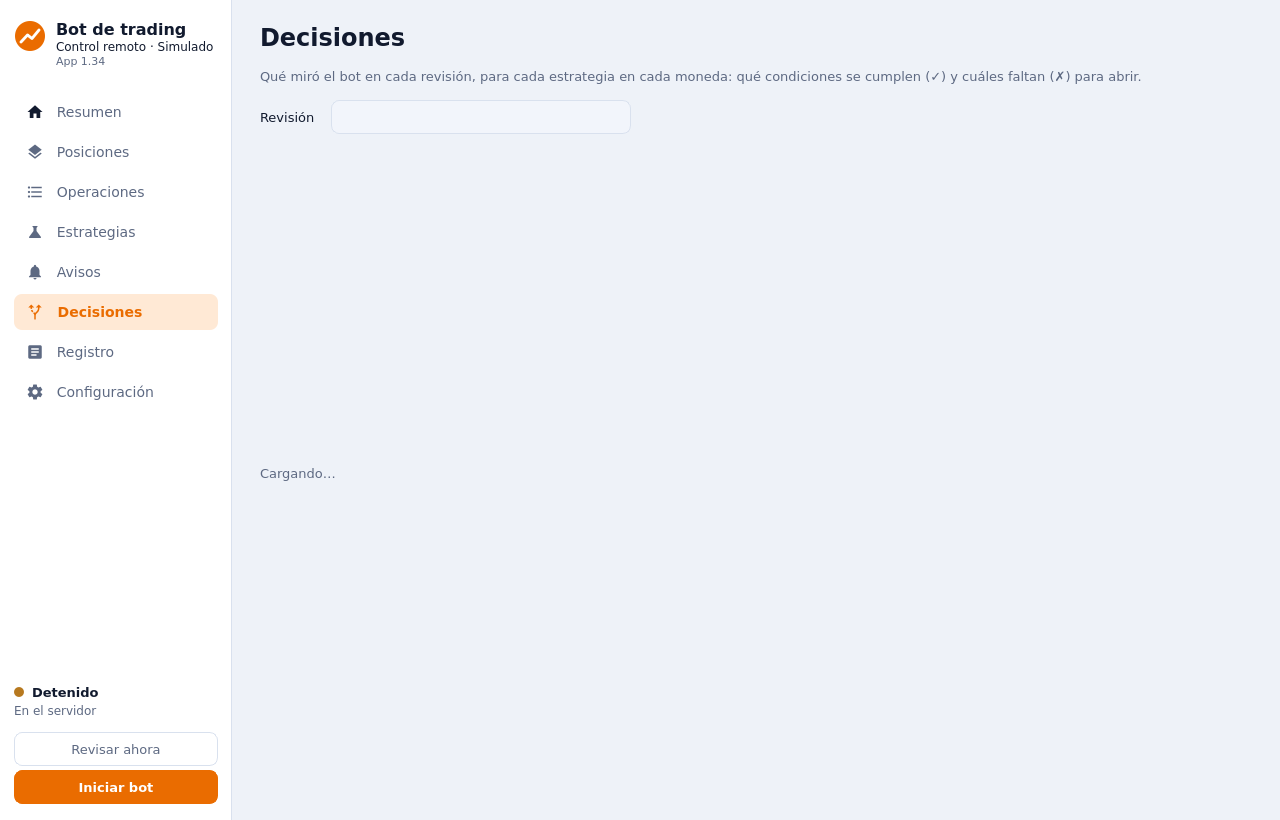 Bot de trading
Control remoto · Simulado
App 1.34
Resumen
Posiciones
Operaciones
Estrategias
Avisos
Decisiones
Registro
Configuración
Detenido
En el servidor
Revisar ahora
Iniciar bot
Decisiones
Qué miró el bot en cada revisión, para cada estrategia en cada moneda: qué condiciones se cumplen (✓) y cuáles faltan (✗) para abrir.
Revisión
Cargando…